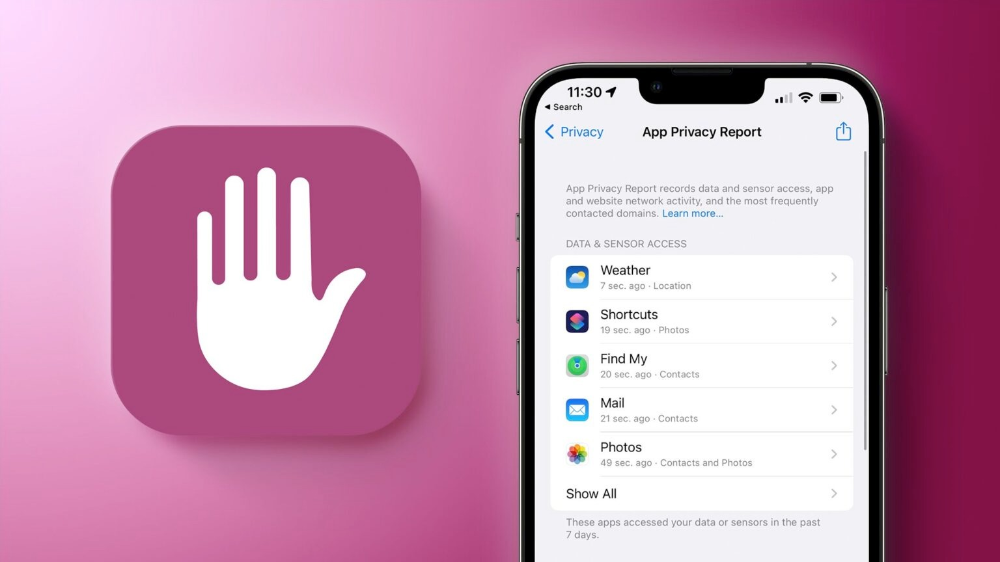 11:30
◀ Search
Privacy
App Privacy Report
App Privacy Report records data and sensor access, app
and website network activity, and the most frequently
contacted domains. Learn more...
DATA & SENSOR ACCESS
Weather
7 sec. ago · Location
Shortcuts
19 sec. ago · Photos
Find My
20 sec. ago · Contacts
Mail
21 sec. ago · Contacts
Photos
49 sec. ago · Contacts and Photos
Show All
These apps accessed your data or sensors in the past
7 days.